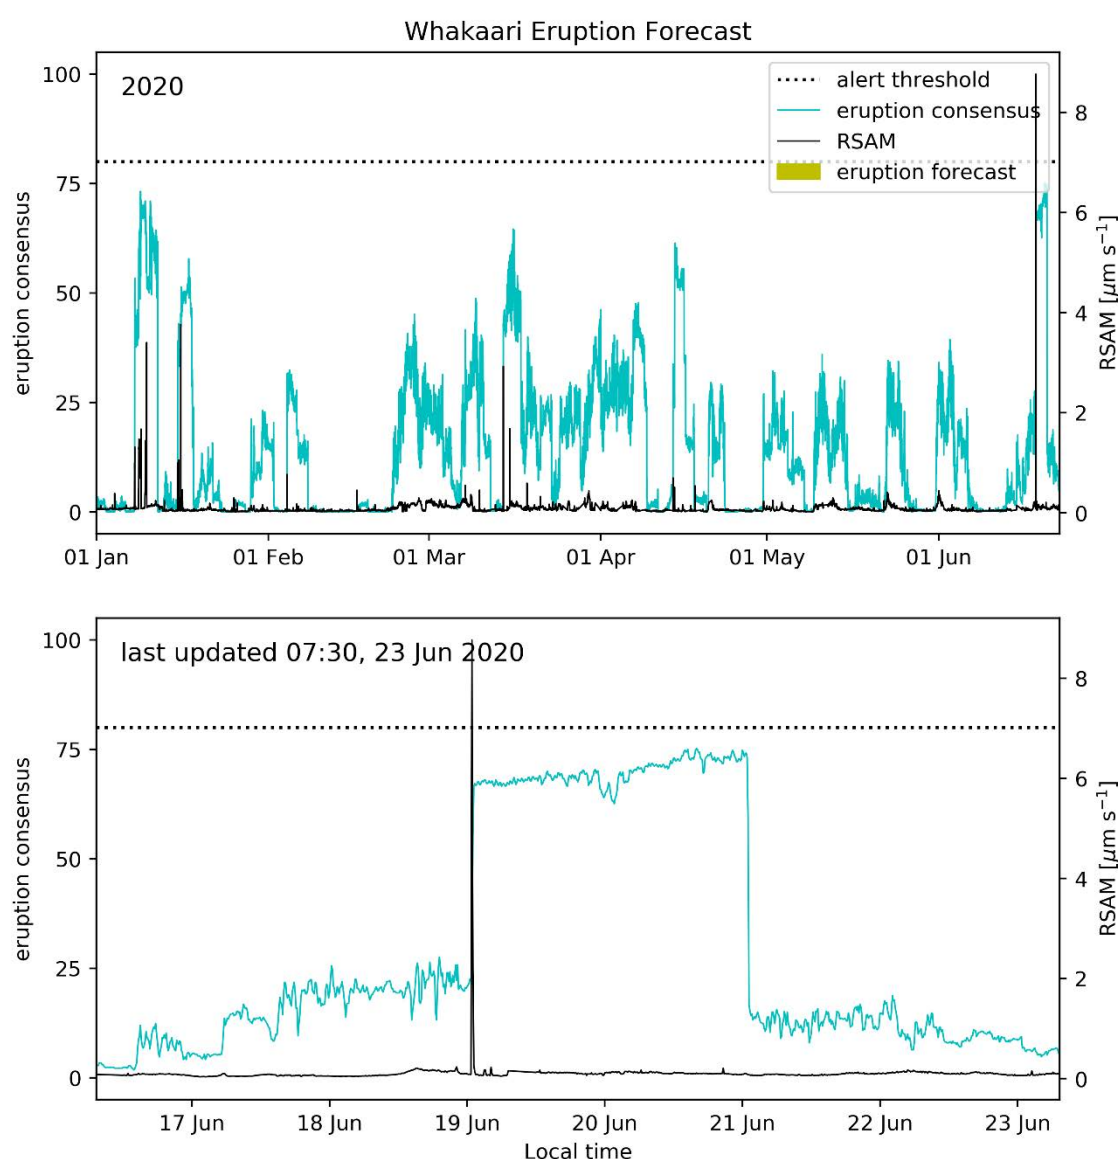 Whakaari Eruption Forecast
2020
alert threshold
eruption consensus
RSAM
eruption forecast
100
75
50
25
0
eruption consensus
8
6
4
2
0
RSAM [μm s⁻¹]
01 Jan
01 Feb
01 Mar
01 Apr
01 May
01 Jun
last updated 07:30, 23 Jun 2020
100
75
50
25
0
eruption consensus
8
6
4
2
0
RSAM [μm s⁻¹]
17 Jun
18 Jun
19 Jun
20 Jun
21 Jun
22 Jun
23 Jun
Local time